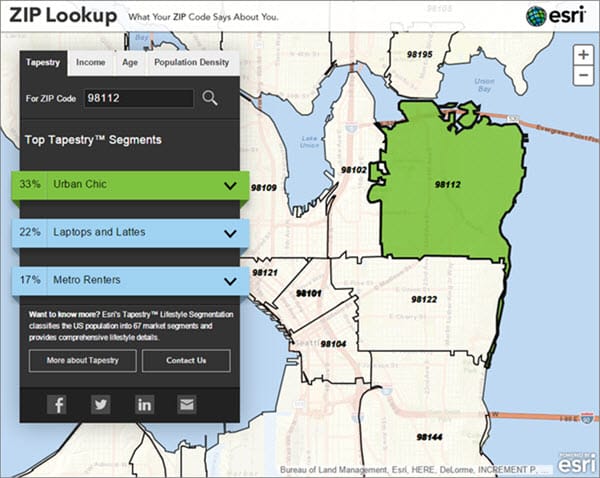 ZIP Lookup What Your ZIP Code Says About You.
esri
Tapestry Income Age Population Density
For ZIP Code 98112
Top Tapestry™ Segments
33% Urban Chic
22% Laptops and Lattes
17% Metro Renters
Want to know more? Esri's Tapestry™ Lifestyle Segmentation
classifies the US population into 67 market segments and
provides comprehensive lifestyle details.
More about Tapestry Contact Us
+
−
98105
98195
Union
Bay
Evergreen Point
Lake
Union
98102
98112
98109
98121
98101
98122
98104
Seattle
98144
POWERED BY
esri
Bureau of Land Management, Esri, HERE, DeLorme, INCREMENT P, ...